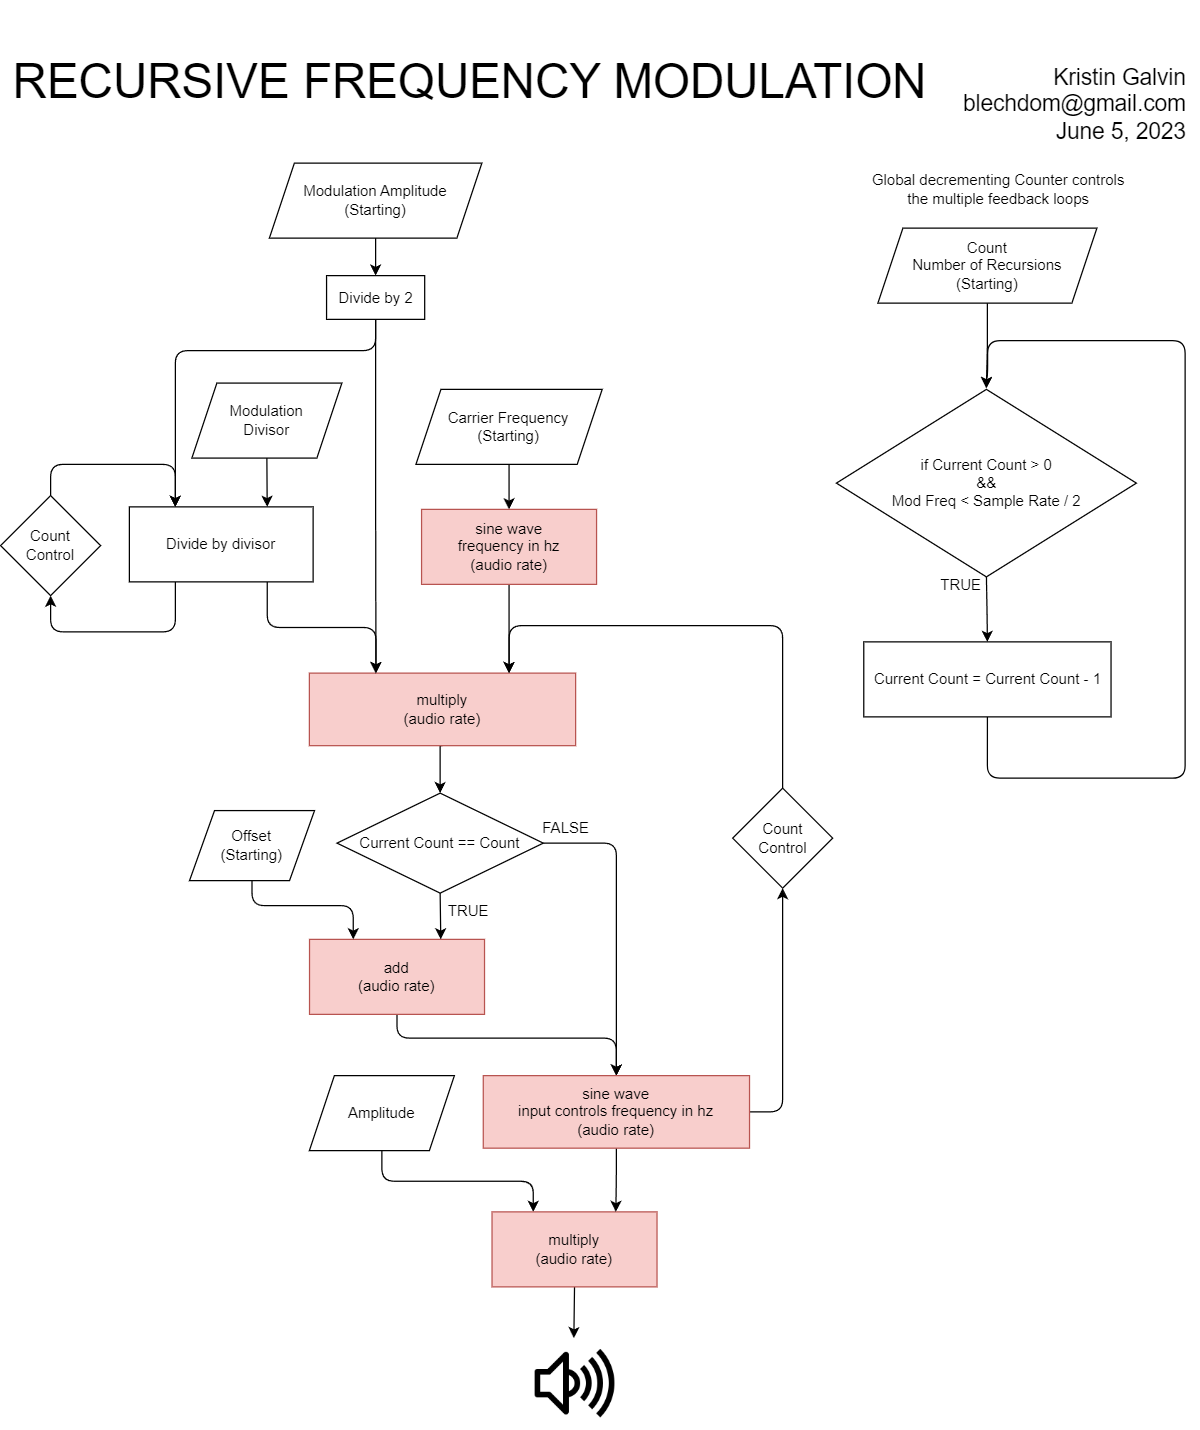 RECURSIVE FREQUENCY MODULATION
Kristin Galvin
blechdom@gmail.com
June 5, 2023
Modulation Amplitude
(Starting)
Divide by 2
Modulation
Divisor
Carrier Frequency
(Starting)
Count
Control
Divide by divisor
sine wave
frequency in hz
(audio rate)
multiply
(audio rate)
Offset
(Starting)
Current Count == Count
FALSE
TRUE
add
(audio rate)
Count
Control
Amplitude
sine wave
input controls frequency in hz
(audio rate)
multiply
(audio rate)
Global decrementing Counter controls
the multiple feedback loops
Count
Number of Recursions
(Starting)
if Current Count > 0
&&
Mod Freq < Sample Rate / 2
TRUE
Current Count = Current Count - 1